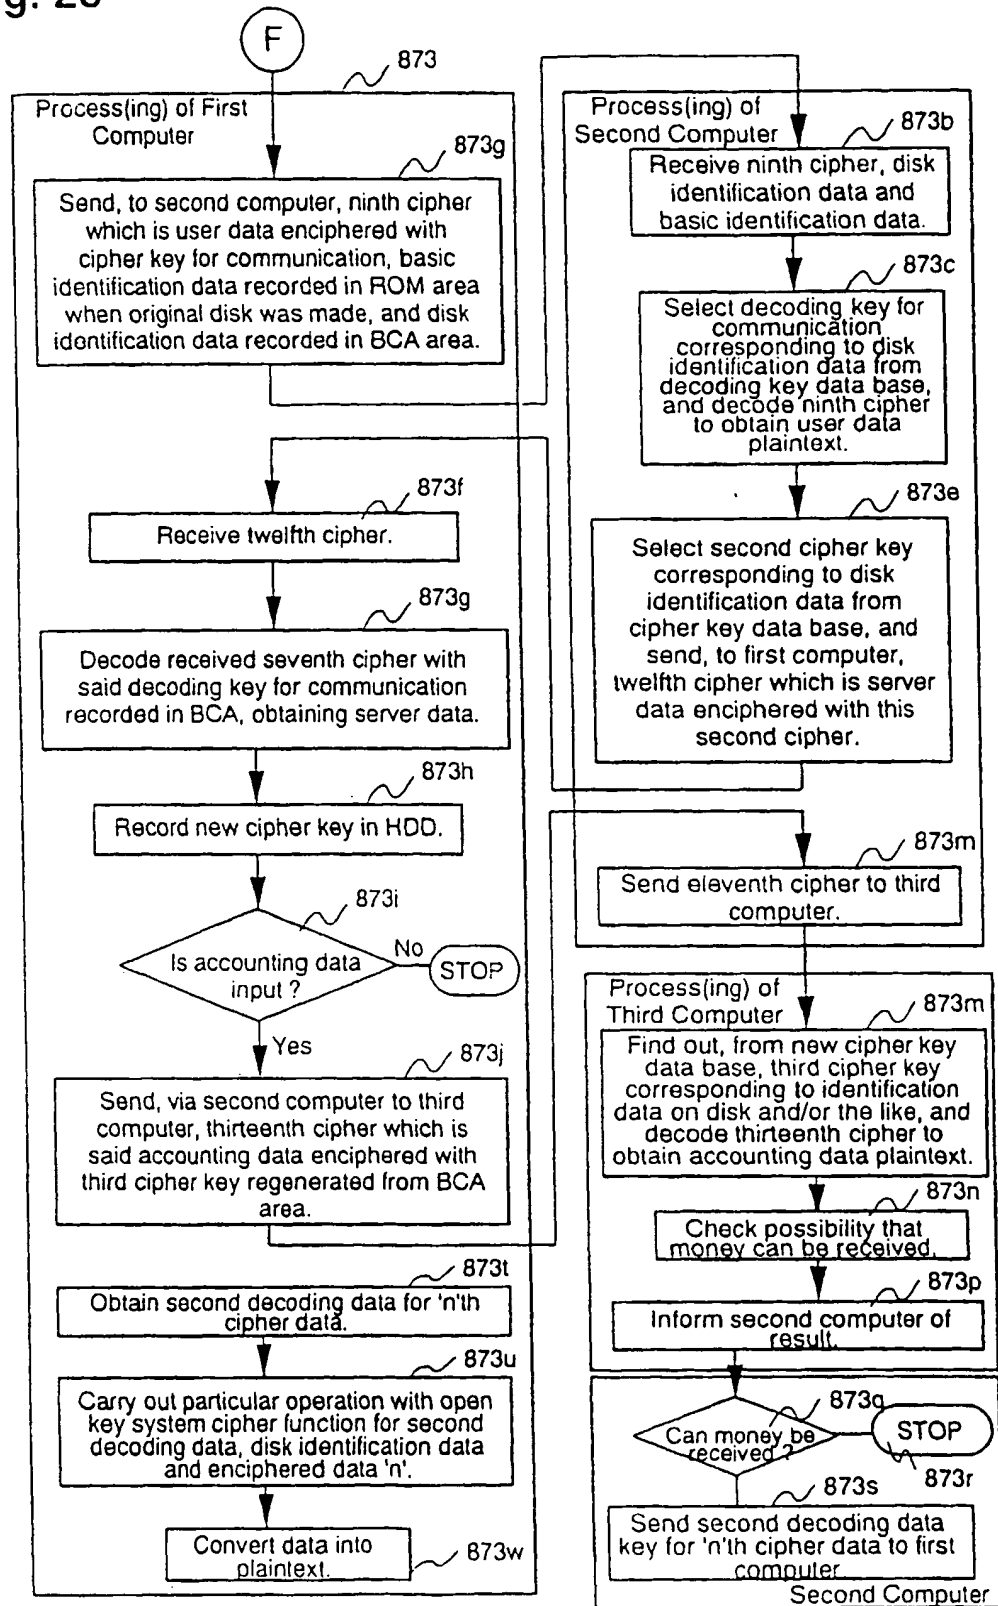 g. 28
F
873
Process(ing) of First
Computer
873g
Send, to second computer, ninth cipher
which is user data enciphered with
cipher key for communication, basic
identification data recorded in ROM area
when original disk was made, and disk
identification data recorded in BCA area.
873f
Receive twelfth cipher.
873g
Decode received seventh cipher with
said decoding key for communication
recorded in BCA, obtaining server data.
873h
Record new cipher key in HDD.
873i
Is accounting data
input ?
No
STOP
Yes
873j
Send, via second computer to third
computer, thirteenth cipher which is
said accounting data enciphered with
third cipher key regenerated from BCA
area.
873t
Obtain second decoding data for 'n'th
cipher data.
873u
Carry out particular operation with open
key system cipher function for second
decoding data, disk identification data
and enciphered data 'n'.
Convert data into
plaintext.
873w
Process(ing) of
Second Computer
873b
Receive ninth cipher, disk
identification data and
basic identification data.
873c
Select decoding key for
communication
corresponding to disk
identification data from
decoding key data base,
and decode ninth cipher
to obtain user data
plaintext.
873e
Select second cipher key
corresponding to disk
identification data from
cipher key data base, and
send, to first computer,
twelfth cipher which is server
data enciphered with this
second cipher.
873m
Send eleventh cipher to third
computer.
Process(ing) of
Third Computer
873m
Find out, from new cipher key
data base, third cipher key
corresponding to identification
data on disk and/or the like, and
decode thirteenth cipher to
obtain accounting data plaintext.
873n
Check possibility that
money can be received.
873p
Inform second computer of
result.
873q
Can money be
received ?
STOP
873r
873s
Send second decoding data
key for 'n'th cipher data to first
computer
Second Computer